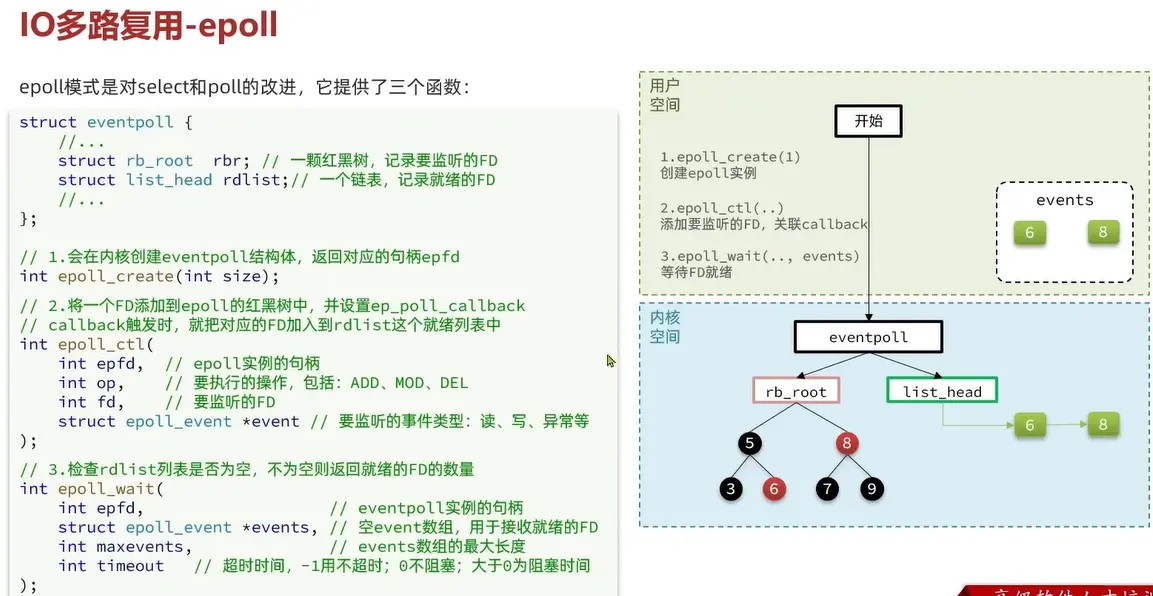 IO多路复用-epoll
epoll模式是对select和poll的改进，它提供了三个函数：
struct eventpoll {
//...
struct rb_root  rbr; // 一颗红黑树，记录要监听的FD
struct list_head rdlist;// 一个链表，记录就绪的FD
//...
};
// 1.会在内核创建eventpoll结构体，返回对应的句柄epfd
int epoll_create(int size);
// 2.将一个FD添加到epoll的红黑树中，并设置ep_poll_callback
// callback触发时，就把对应的FD加入到rdlist这个就绪列表中
int epoll_ctl(
int epfd,  // epoll实例的句柄
int op,    // 要执行的操作，包括：ADD、MOD、DEL
int fd,    // 要监听的FD
struct epoll_event *event // 要监听的事件类型：读、写、异常等
);
// 3.检查rdlist列表是否为空，不为空则返回就绪的FD的数量
int epoll_wait(
int epfd,                   // eventpoll实例的句柄
struct epoll_event *events, // 空event数组，用于接收就绪的FD
int maxevents,              // events数组的最大长度
int timeout   // 超时时间，-1用不超时；0不阻塞；大于0为阻塞时间
);
用户
空间
开始
1.epoll_create(1)
创建epoll实例
2.epoll_ctl(..)
添加要监听的FD，关联callback
3.epoll_wait(.., events)
等待FD就绪
events
6 8
内核
空间
eventpoll
rb_root list_head
6 8
5 8
3 6 7 9
高级软件人才培训